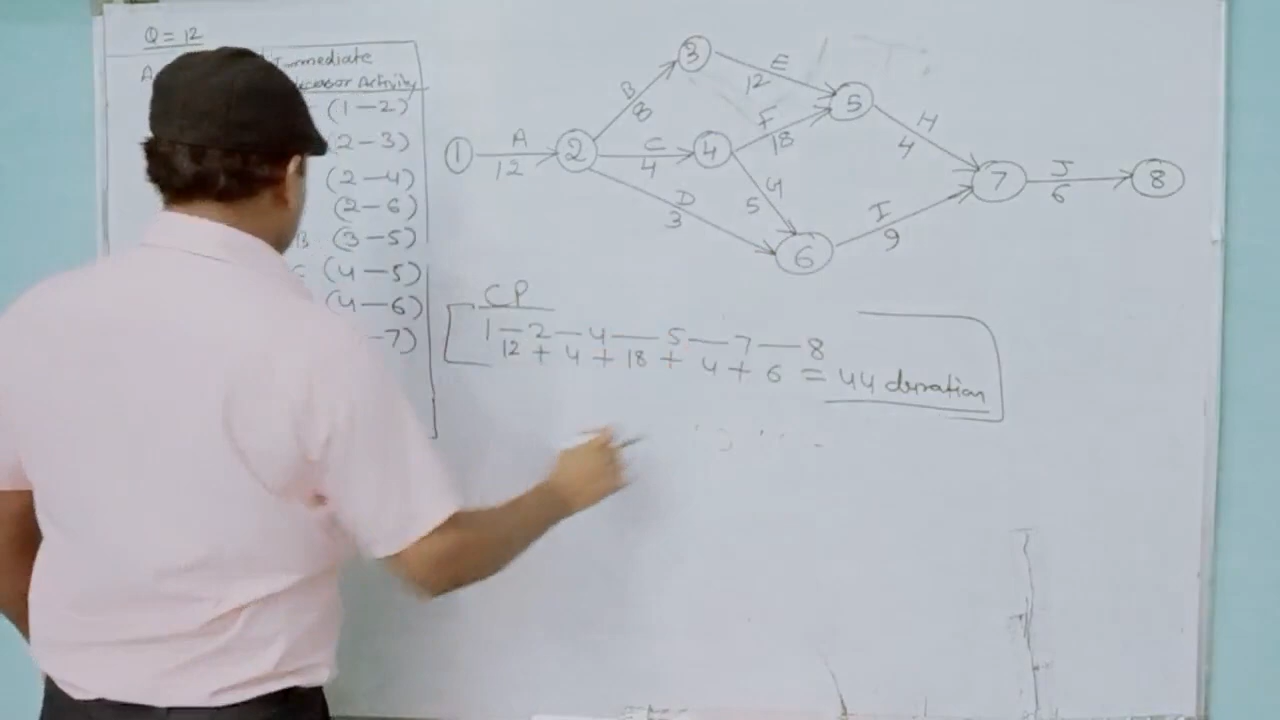 Q = 12
Immediate
Activity
(1-2)
(2-3)
(2-4)
(2-6)
B (3-5)
(4-5)
(4-6)
-7)
1 A 12 2
B 8 3
C 4 4
D 3 6
E 12 5
F 18
G 5
H 4 7
I 9
J 6 8
CP
1-2-4-5-7-8
12 + 4 + 18 + 4 + 6 = 44 duration